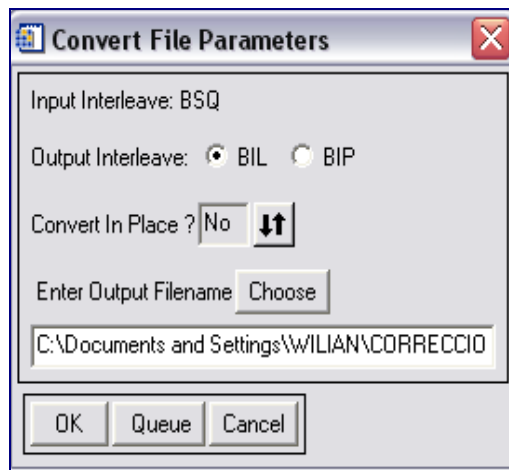 Convert File Parameters
Input Interleave: BSQ
Output Interleave: BIL BIP
Convert In Place ? No
Enter Output Filename Choose
C:\Documents and Settings\WILIAN\CORRECCIO
OK Queue Cancel